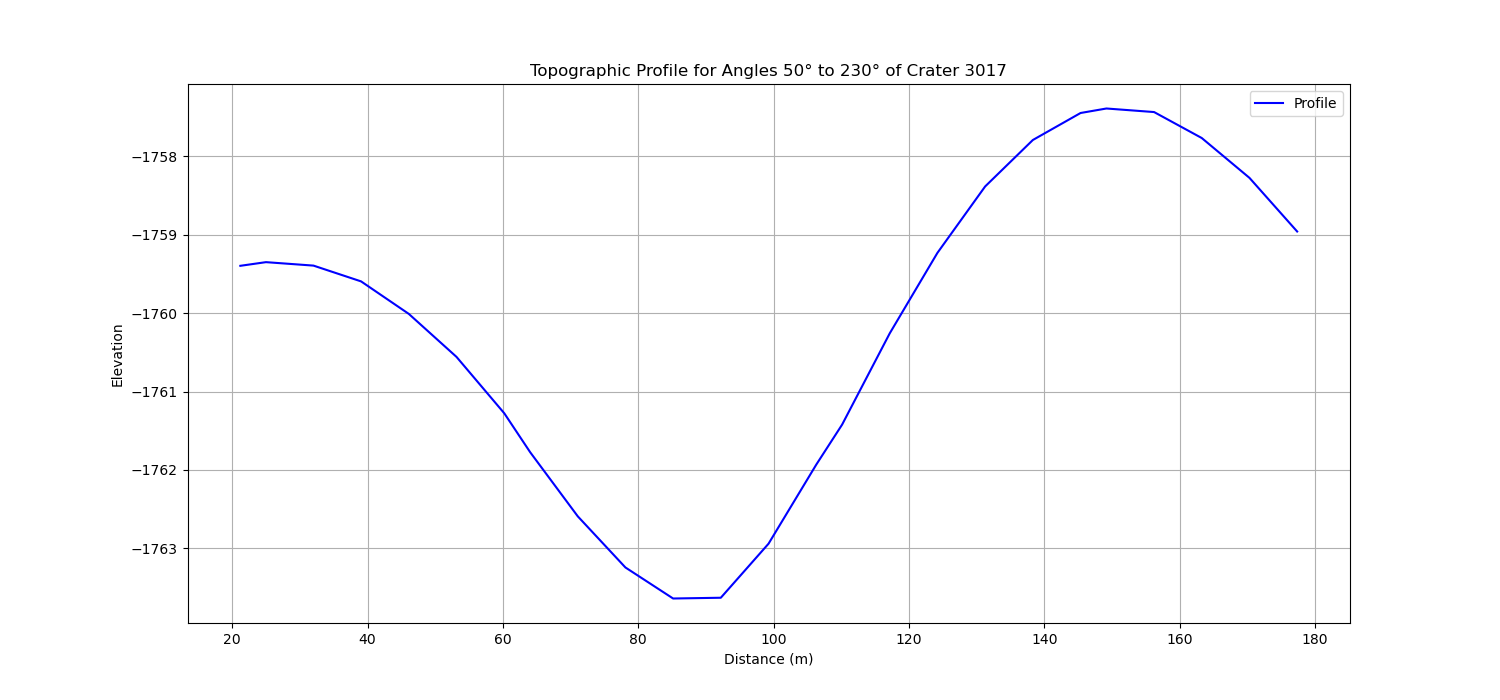 Topographic Profile for Angles 50° to 230° of Crater 3017
Profile
−1758
−1759
−1760
−1761
−1762
−1763
Elevation
20 40 60 80 100 120 140 160 180
Distance (m)